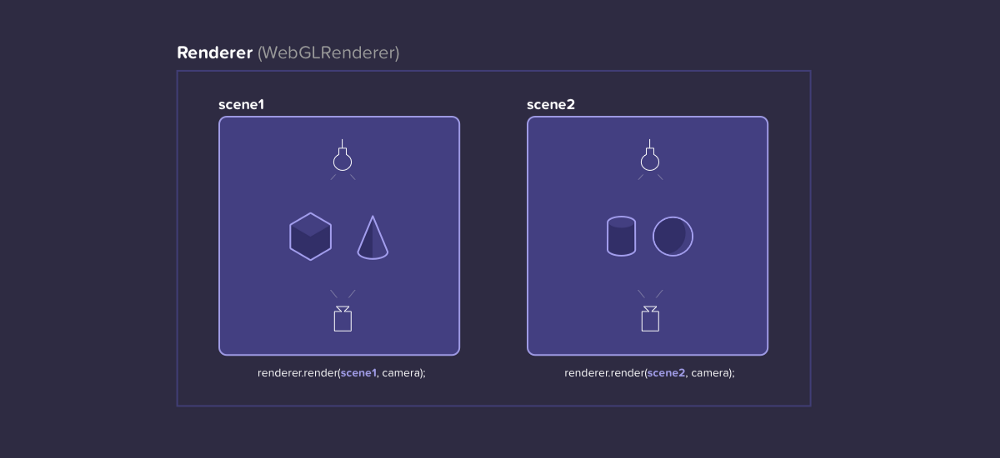 Renderer (WebGLRenderer)
scene1
scene2
renderer.render(scene1, camera);
renderer.render(scene2, camera);